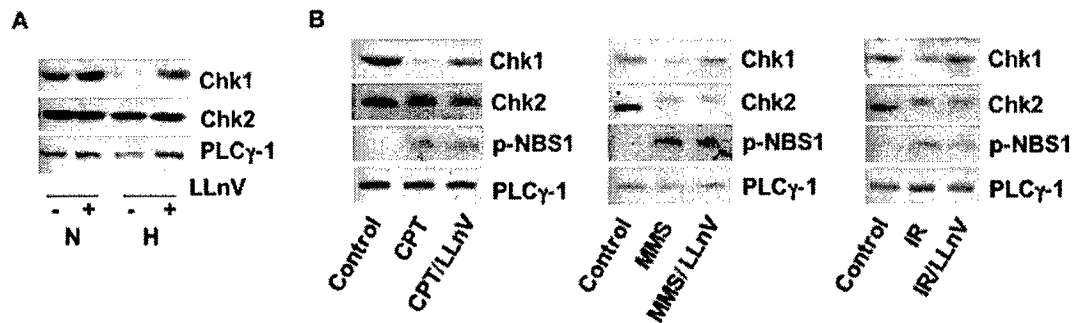 A
Chk1
Chk2
PLCγ-1
LLnV
- + - +
N H
B
Chk1
Chk2
p-NBS1
PLCγ-1
Control CPT CPT/LLnV
Chk1
Chk2
p-NBS1
PLCγ-1
Control MMS MMS/LLnV
Chk1
Chk2
p-NBS1
PLCγ-1
Control IR IR/LLnV